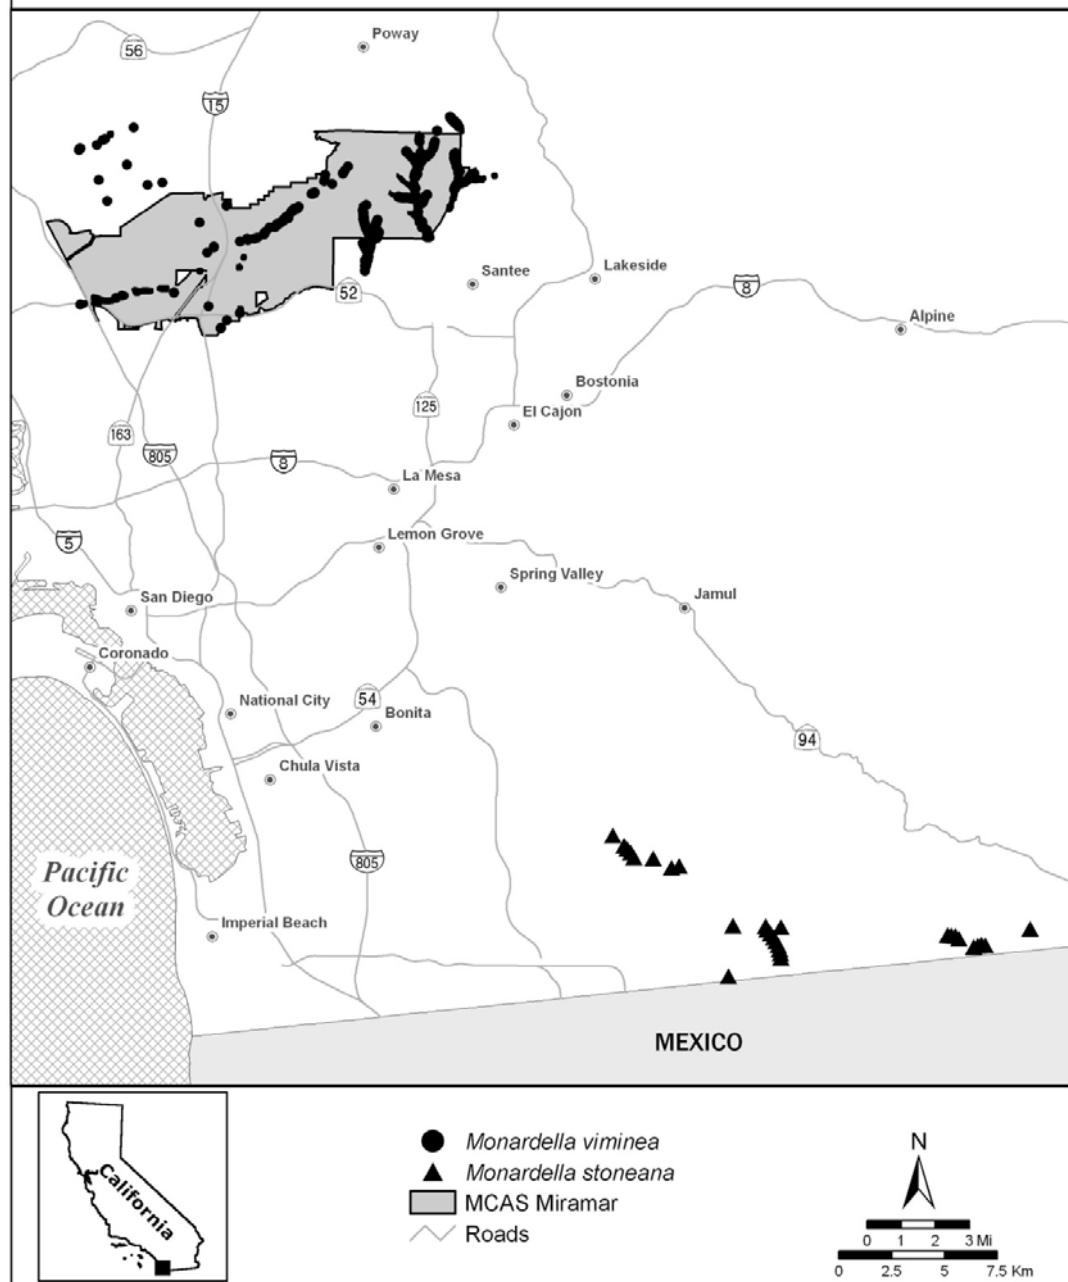 Poway
56
15
Santee
Lakeside
52
8
Alpine
Bostonia
125
El Cajon
163
805
8
La Mesa
5
Lemon Grove
Spring Valley
San Diego
Jamul
Coronado
National City
54
Bonita
94
Chula Vista
805
Pacific
Ocean
Imperial Beach
MEXICO
California
Monardella viminea
Monardella stoneana
MCAS Miramar
Roads
N
0 1 2 3 Mi
0 2.5 5 7.5 Km